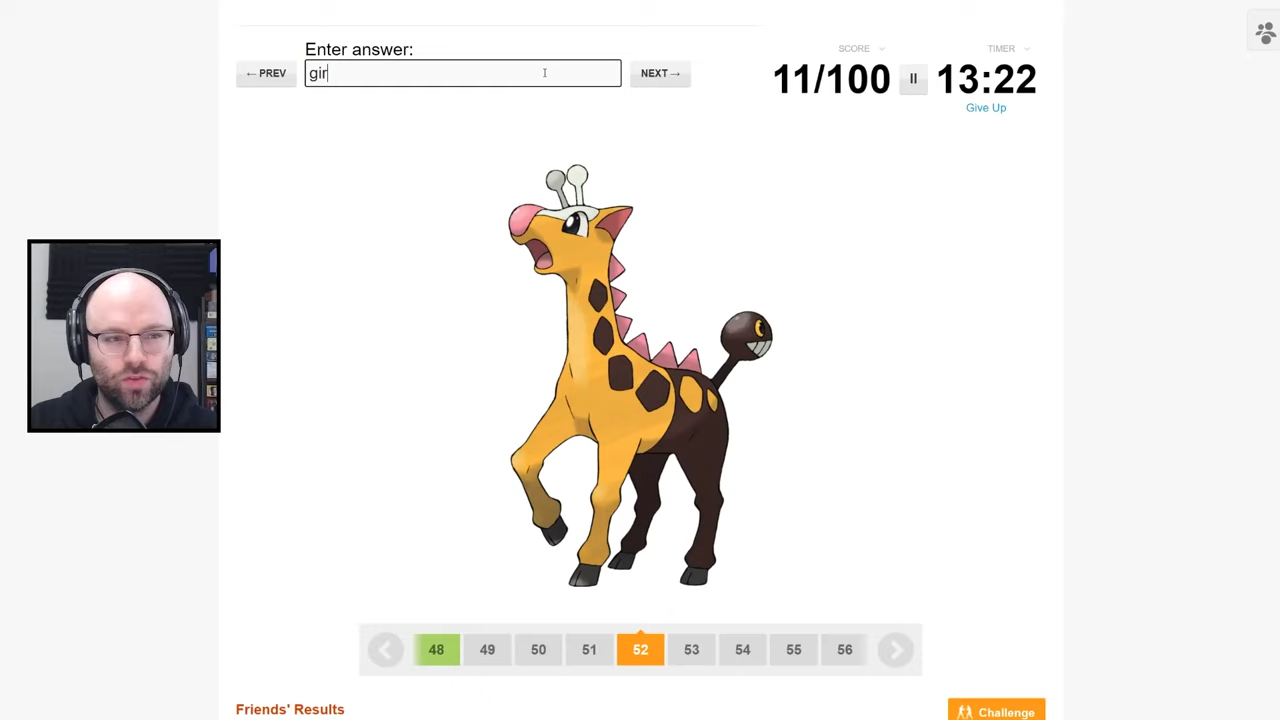 Enter answer:
← PREV
gir
NEXT →
SCORE
11/100
TIMER
13:22
Give Up
48 49 50 51 52 53 54 55 56
Friends' Results
Challenge